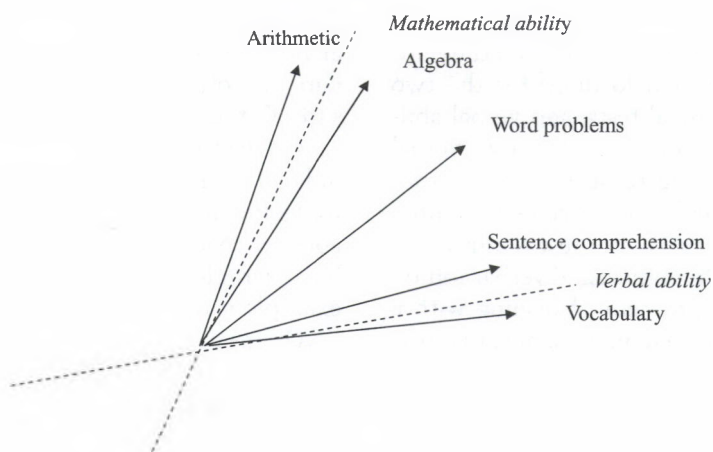 Mathematical ability
Arithmetic
Algebra
Word problems
Sentence comprehension
Verbal ability
Vocabulary